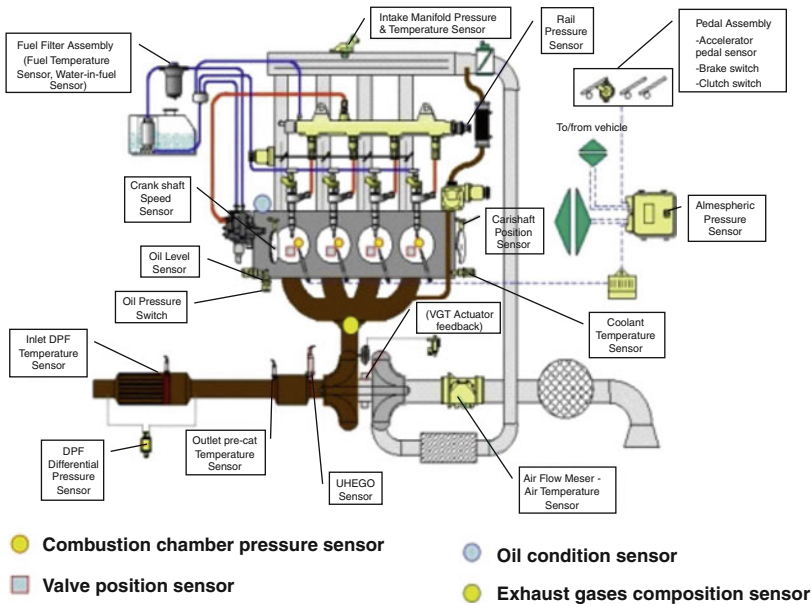 Fuel Filter Assembly
(Fuel Temperature
Sensor, Water-in-fuel
Sensor)
Intake Manifold Pressure
& Temperature Sensor
Rail
Pressure
Sensor
Pedal Assembly
-Accelerator
pedal sensor
-Brake switch
-Clutch switch
To/from vehicle
Crank shaft
Speed
Sensor
Carishaft
Position
Sensor
Almespheric
Pressure
Sensor
Oil Level
Sensor
Oil Pressure
Switch
(VGT Actuator
feedback)
Coolant
Temperature
Sensor
Inlet DPF
Temperature
Sensor
DPF
Differential
Pressure
Sensor
Outlet pre-cat
Temperature
Sensor
UHEGO
Sensor
Air Flow Meser -
Air Temperature
Sensor
Combustion chamber pressure sensor
Oil condition sensor
Valve position sensor
Exhaust gases composition sensor